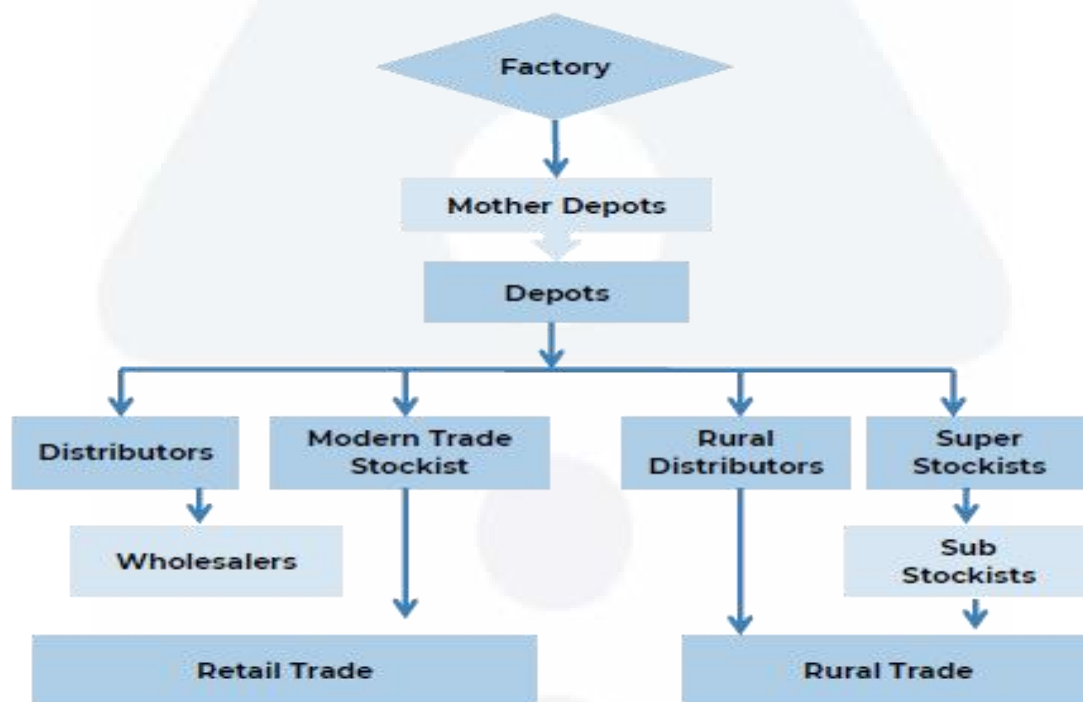 Factory
Mother Depots
Depots
Distributors
Modern Trade
Stockist
Rural
Distributors
Super
Stockists
Wholesalers
Sub
Stockists
Retail Trade
Rural Trade